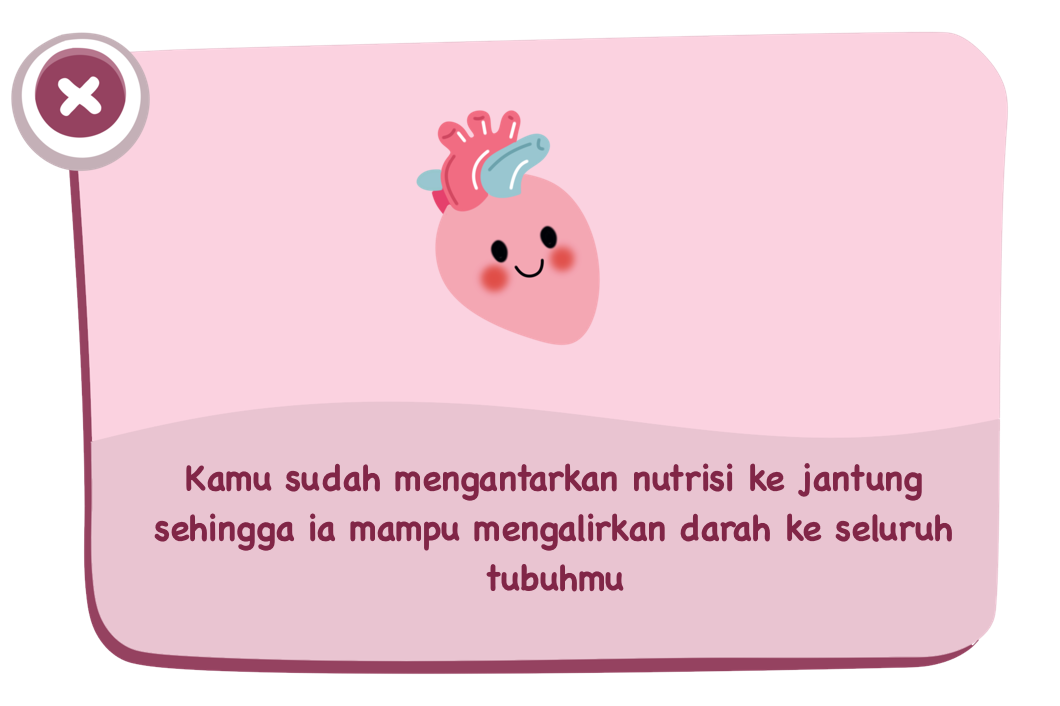 Kamu sudah mengantarkan nutrisi ke jantung
sehingga ia mampu mengalirkan darah ke seluruh
tubuhmu